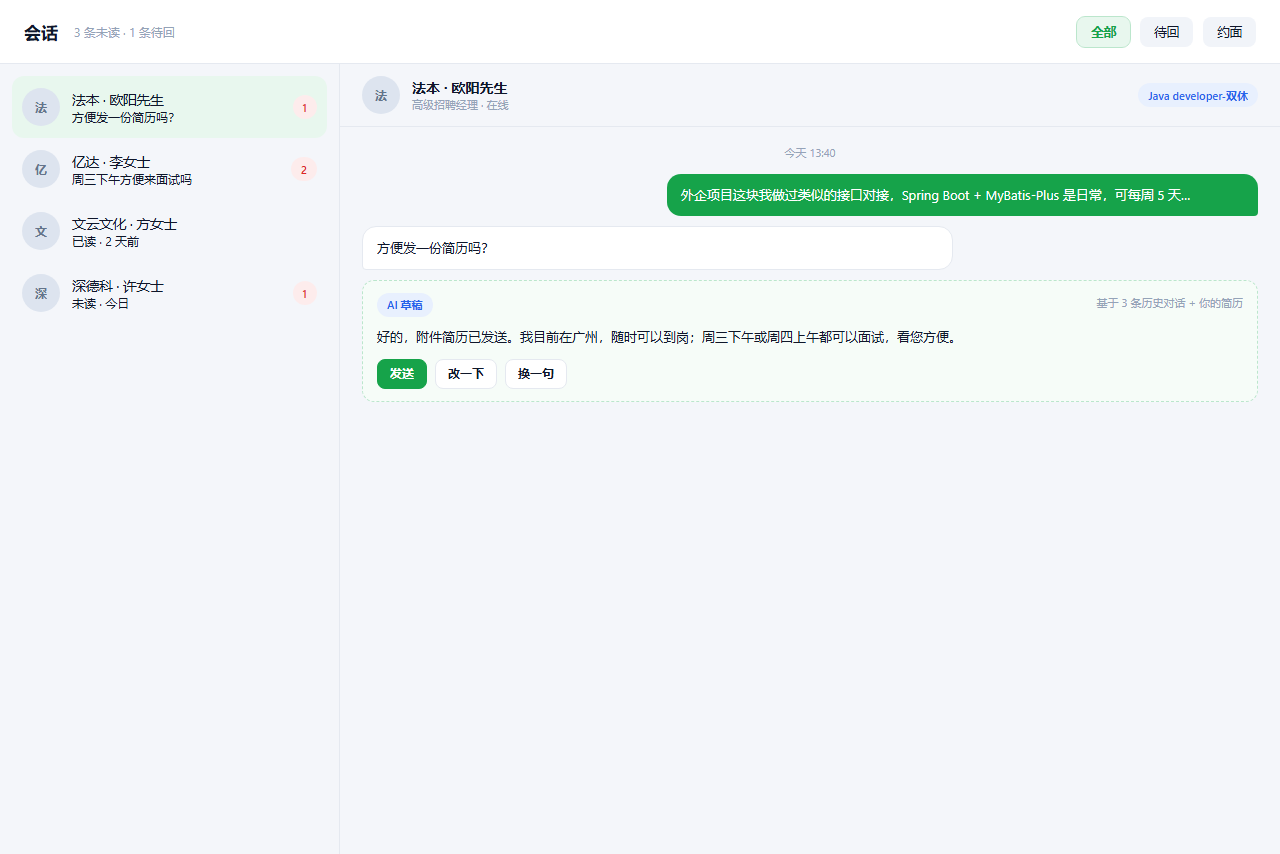 会话
3 条未读 · 1 条待回
全部
待回
约面
法
法本 · 欧阳先生
方便发一份简历吗?
1
亿
亿达 · 李女士
周三下午方便来面试吗
2
文
文云文化 · 方女士
已读 · 2 天前
深
深德科 · 许女士
未读 · 今日
1
法
法本 · 欧阳先生
高级招聘经理 · 在线
Java developer-双休
今天 13:40
外企项目这块我做过类似的接口对接，Spring Boot + MyBatis-Plus 是日常，可每周 5 天...
方便发一份简历吗?
AI 草稿
基于 3 条历史对话 + 你的简历
好的，附件简历已发送。我目前在广州，随时可以到岗；周三下午或周四上午都可以面试，看您方便。
发送
改一下
换一句